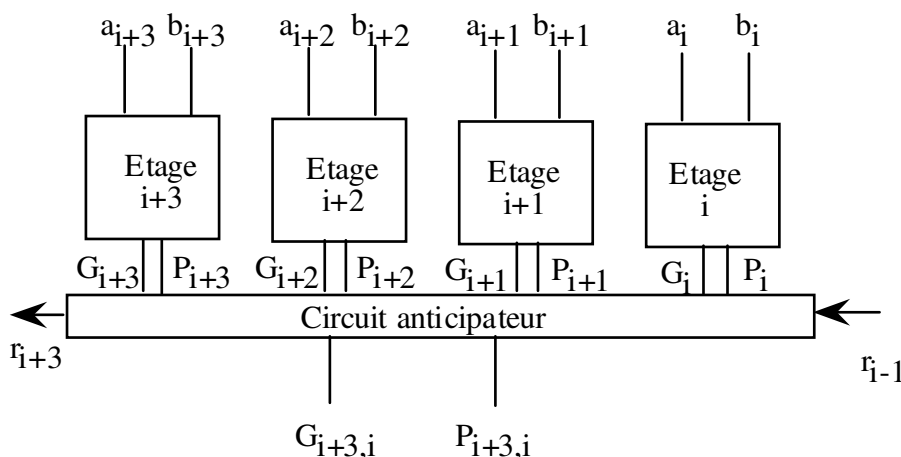 a_{i+3} b_{i+3} a_{i+2} b_{i+2} a_{i+1} b_{i+1} a_i b_i
Etage i+3
Etage i+2
Etage i+1
Etage i
G_{i+3} P_{i+3} G_{i+2} P_{i+2} G_{i+1} P_{i+1} G_i P_i
Circuit anticipateur
r_{i+3} r_{i-1}
G_{i+3,i} P_{i+3,i}